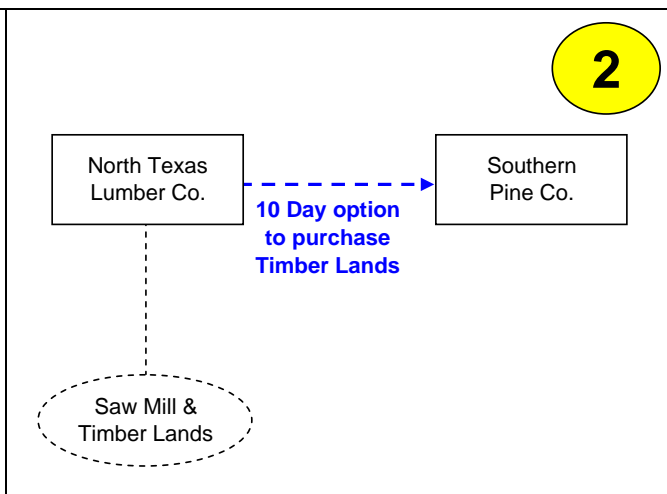 2
North Texas
Lumber Co.
Southern
Pine Co.
10 Day option
to purchase
Timber Lands
Saw Mill &
Timber Lands